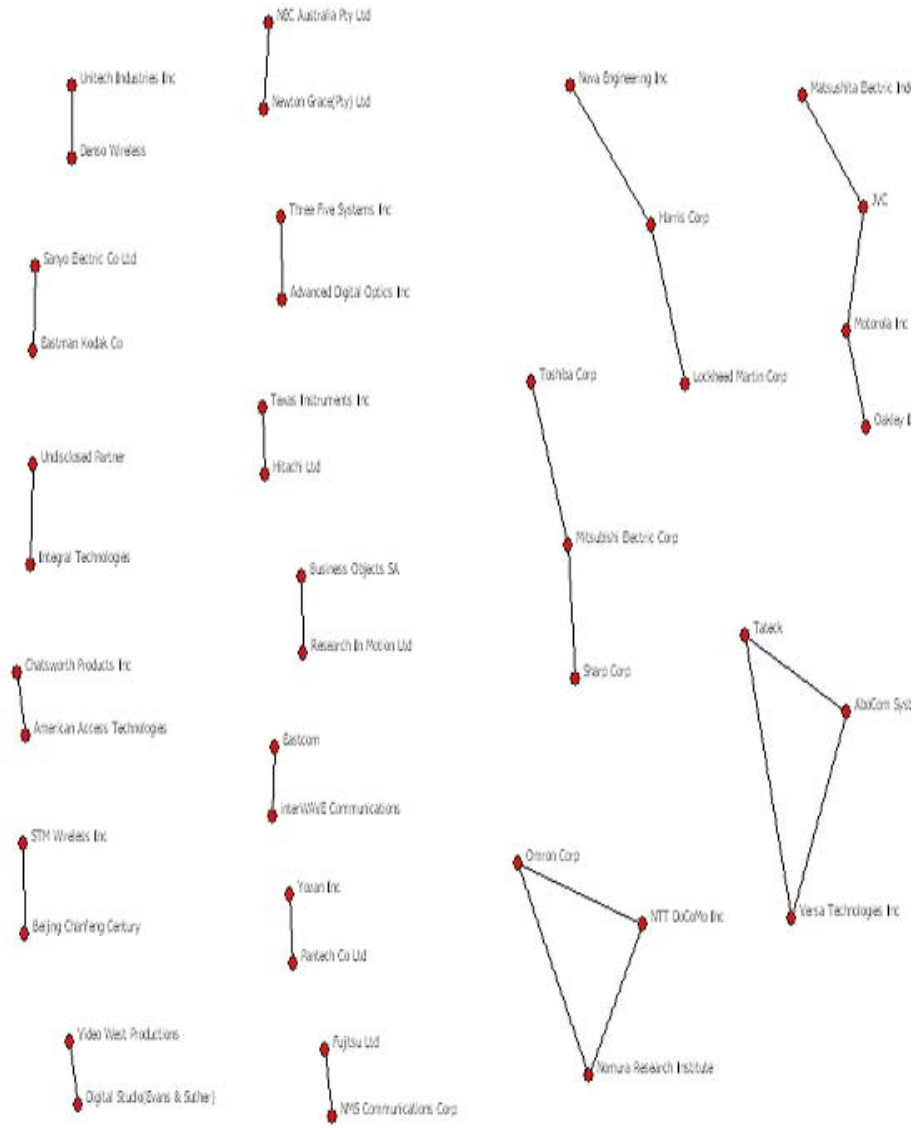 NEC Australia Pty Ltd
Unitech Industries Inc
Newton Grace(Pty) Ltd
Denso Wireless
Three Five Systems Inc
Sanyo Electric Co Ltd
Advanced Digital Optics Inc
Eastman Kodak Co
Texas Instruments Inc
Undisclosed Partner
Hitachi Ltd
Integral Technologies
Business Objects SA
Research In Motion Ltd
Chatsworth Products Inc
American Access Technologies
Eastcom
interWAVE Communications
STM Wireless Inc
Yozan Inc
Beijing Chanfeng Century
Pantech Co Ltd
Video West Productions
Fujitsu Ltd
Digital Studio(Evans & Suther)
NMS Communications Corp
Nova Engineering Inc
Matsushita Electric Ind
JVC
Harris Corp
Motorola Inc
Toshiba Corp
Lockheed Martin Corp
Oakley
Mitsubishi Electric Corp
Sharp Corp
Tateck
AboCom Syst
Omron Corp
NTT DoCoMo Inc
Versa Technologies Inc
Nomura Research Institute